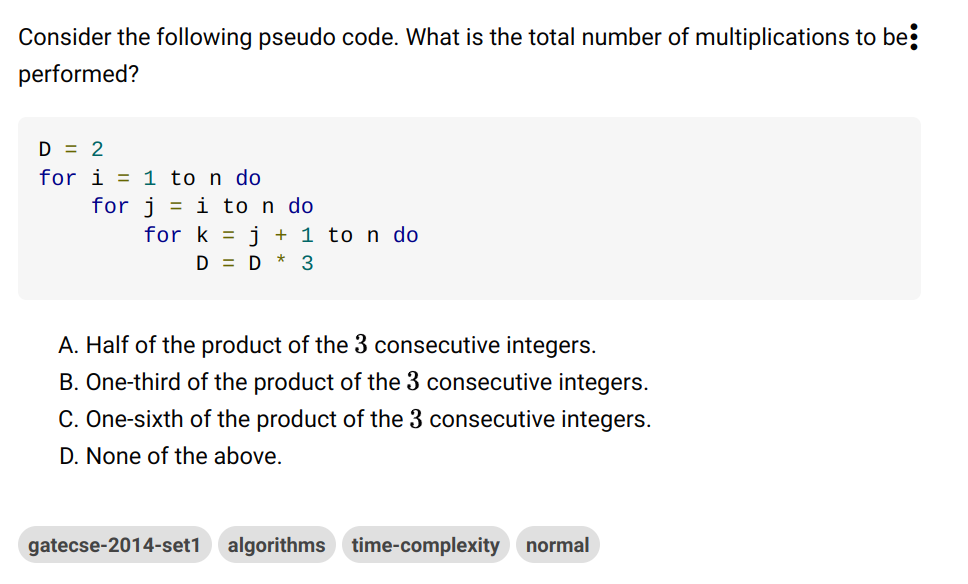 Consider the following pseudo code. What is the total number of multiplications to be
performed?
D = 2
for i = 1 to n do
    for j = i to n do
        for k = j + 1 to n do
            D = D * 3
A. Half of the product of the 3 consecutive integers.
B. One-third of the product of the 3 consecutive integers.
C. One-sixth of the product of the 3 consecutive integers.
D. None of the above.
gatecse-2014-set1 algorithms time-complexity normal